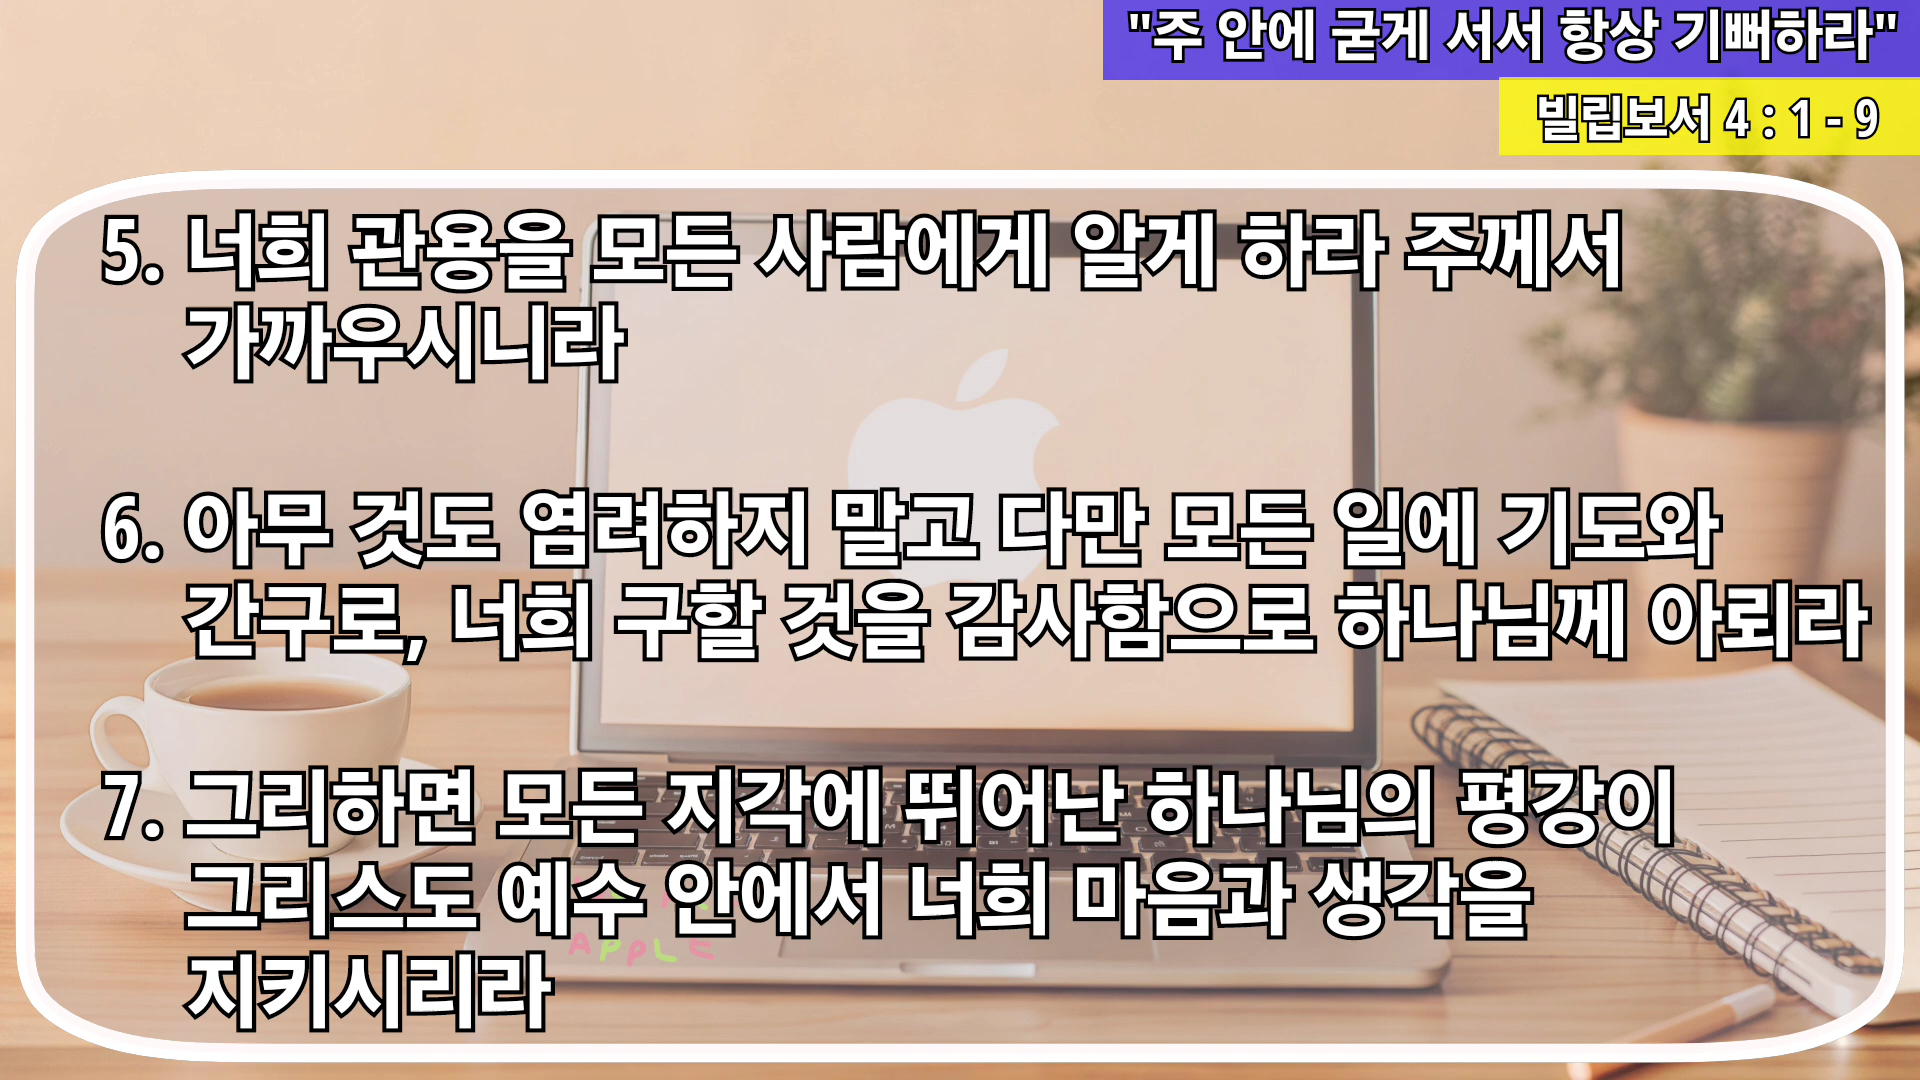 "주 안에 굳게 서서 항상 기뻐하라"
빌립보서 4 : 1 - 9
5. 너희 관용을 모든 사람에게 알게 하라 주께서
가까우시니라
6. 아무 것도 염려하지 말고 다만 모든 일에 기도와
간구로, 너희 구할 것을 감사함으로 하나님께 아뢰라
7. 그리하면 모든 지각에 뛰어난 하나님의 평강이
그리스도 예수 안에서 너희 마음과 생각을
APPLE
지키시리라